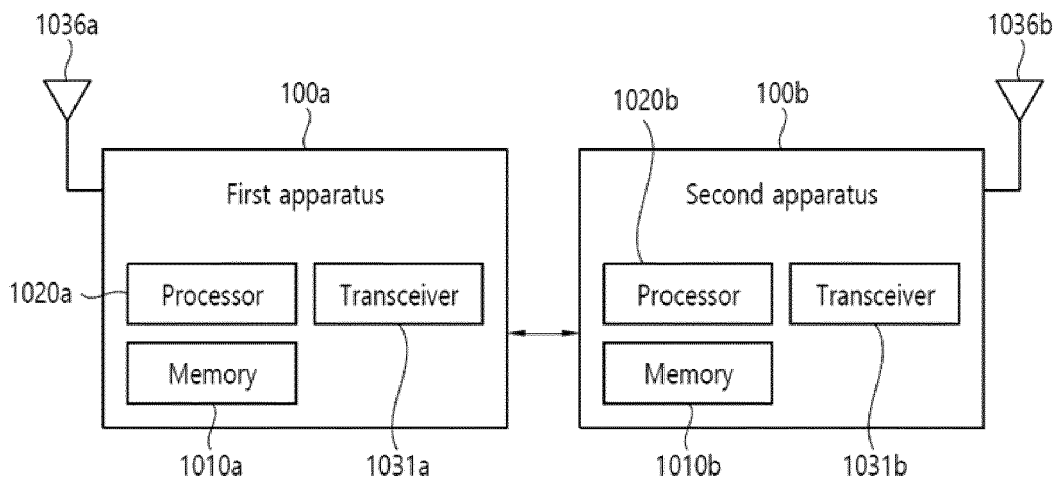 1036a
1036b
100a
1020b
100b
First apparatus
Second apparatus
1020a
Processor
Transceiver
Processor
Transceiver
Memory
Memory
1010a
1031a
1010b
1031b